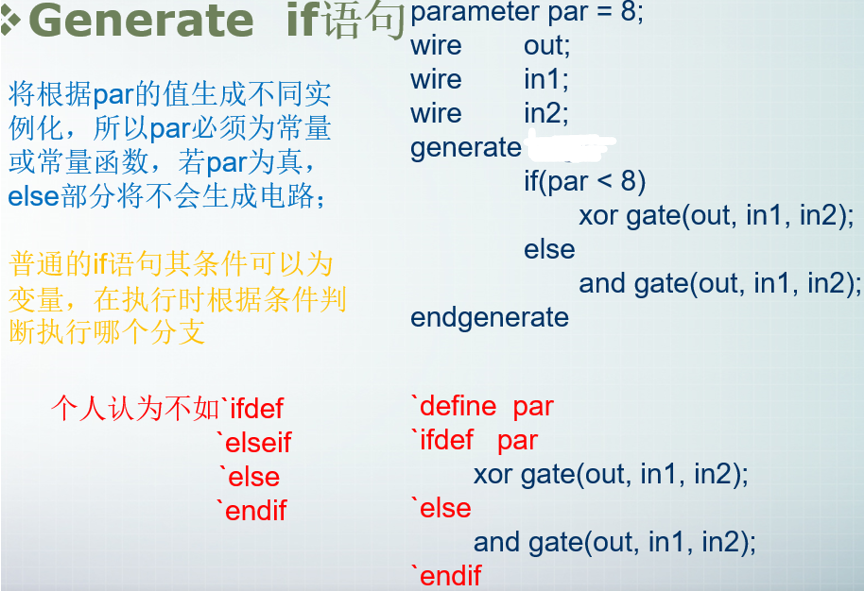 ❖Generate if语句
将根据par的值生成不同实
例化，所以par必须为常量
或常量函数，若par为真，
else部分将不会生成电路；
普通的if语句其条件可以为
变量，在执行时根据条件判
断执行哪个分支
个人认为不如`ifdef
`elseif
`else
`endif
parameter par = 8;
wire out;
wire in1;
wire in2;
generate
if(par < 8)
xor gate(out, in1, in2);
else
and gate(out, in1, in2);
endgenerate
`define par
`ifdef par
xor gate(out, in1, in2);
`else
and gate(out, in1, in2);
`endif